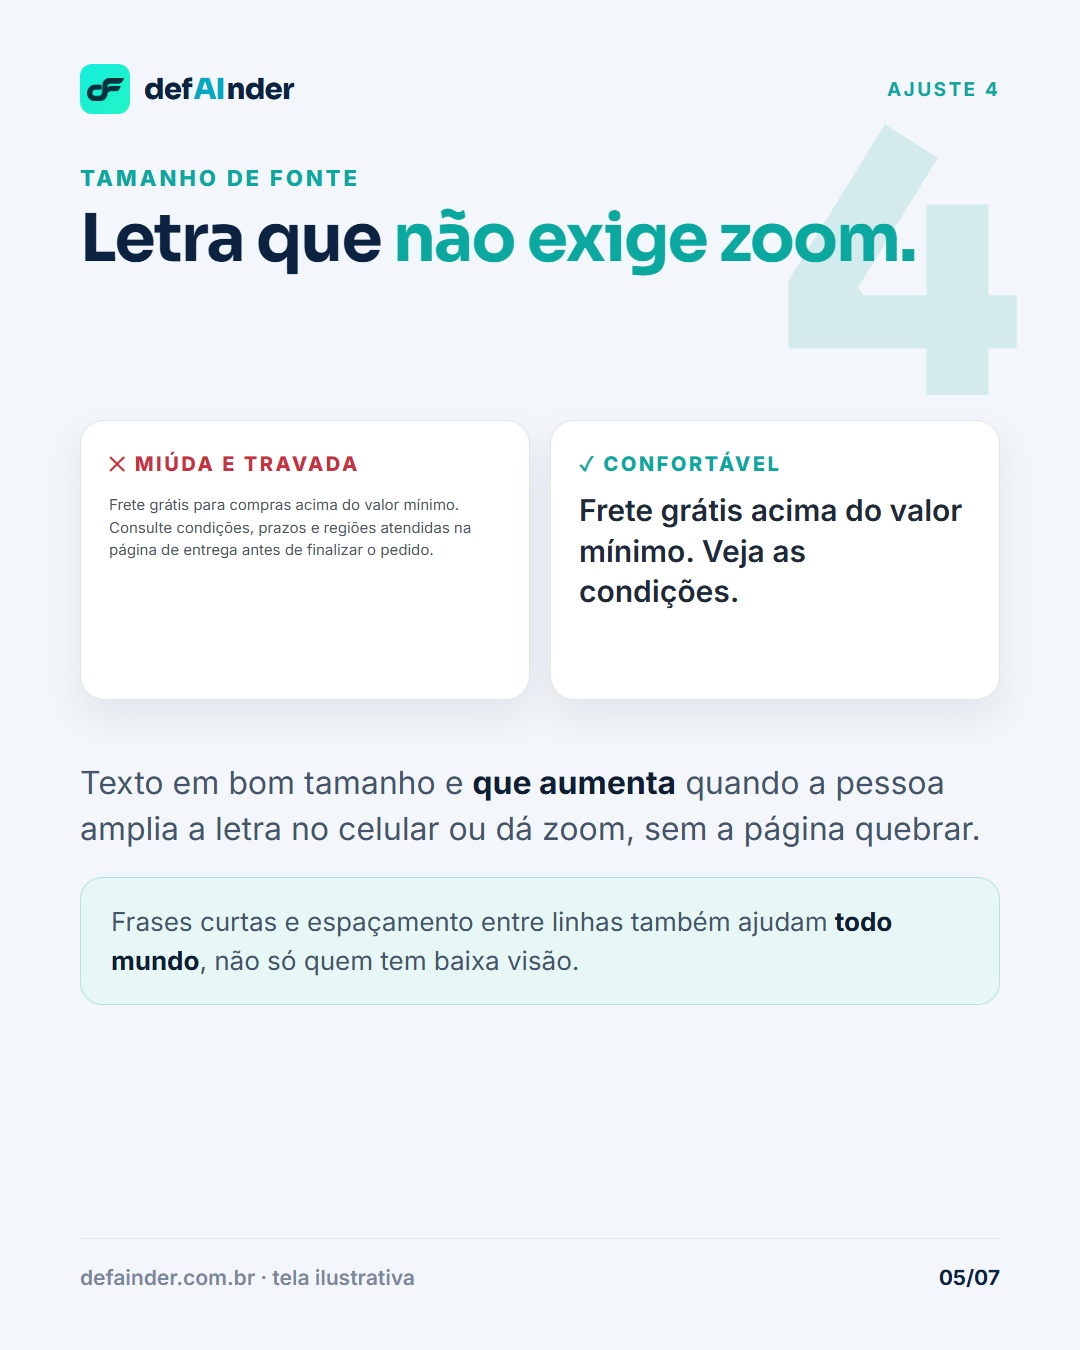 defAInder
AJUSTE 4
4
TAMANHO DE FONTE
Letra que não exige zoom.
✕ MIÚDA E TRAVADA
Frete grátis para compras acima do valor mínimo.
Consulte condições, prazos e regiões atendidas na
página de entrega antes de finalizar o pedido.
✓ CONFORTÁVEL
Frete grátis acima do valor
mínimo. Veja as
condições.
Texto em bom tamanho e que aumenta quando a pessoa
amplia a letra no celular ou dá zoom, sem a página quebrar.
Frases curtas e espaçamento entre linhas também ajudam todo
mundo, não só quem tem baixa visão.
defainder.com.br · tela ilustrativa
05/07